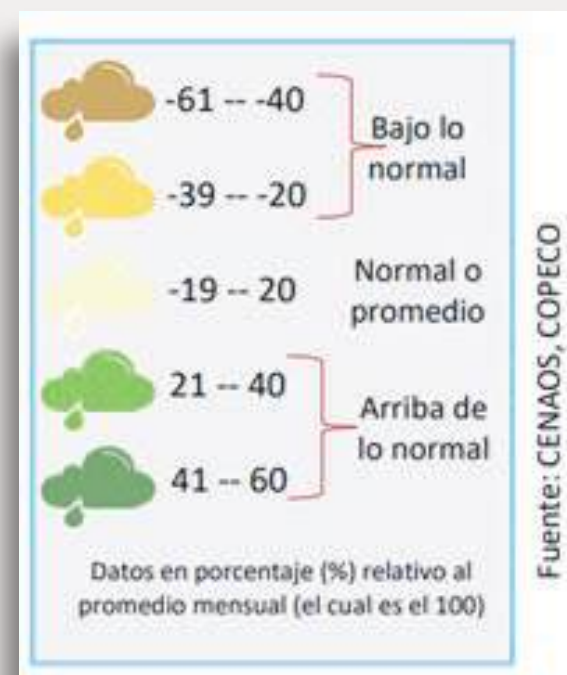 -61 -- -40
-39 -- -20
Bajo lo
normal
-19 -- 20
Normal o
promedio
21 -- 40
41 -- 60
Arriba de
lo normal
Datos en porcentaje (%) relativo al
promedio mensual (el cual es el 100)
Fuente: CENAOS, COPECO